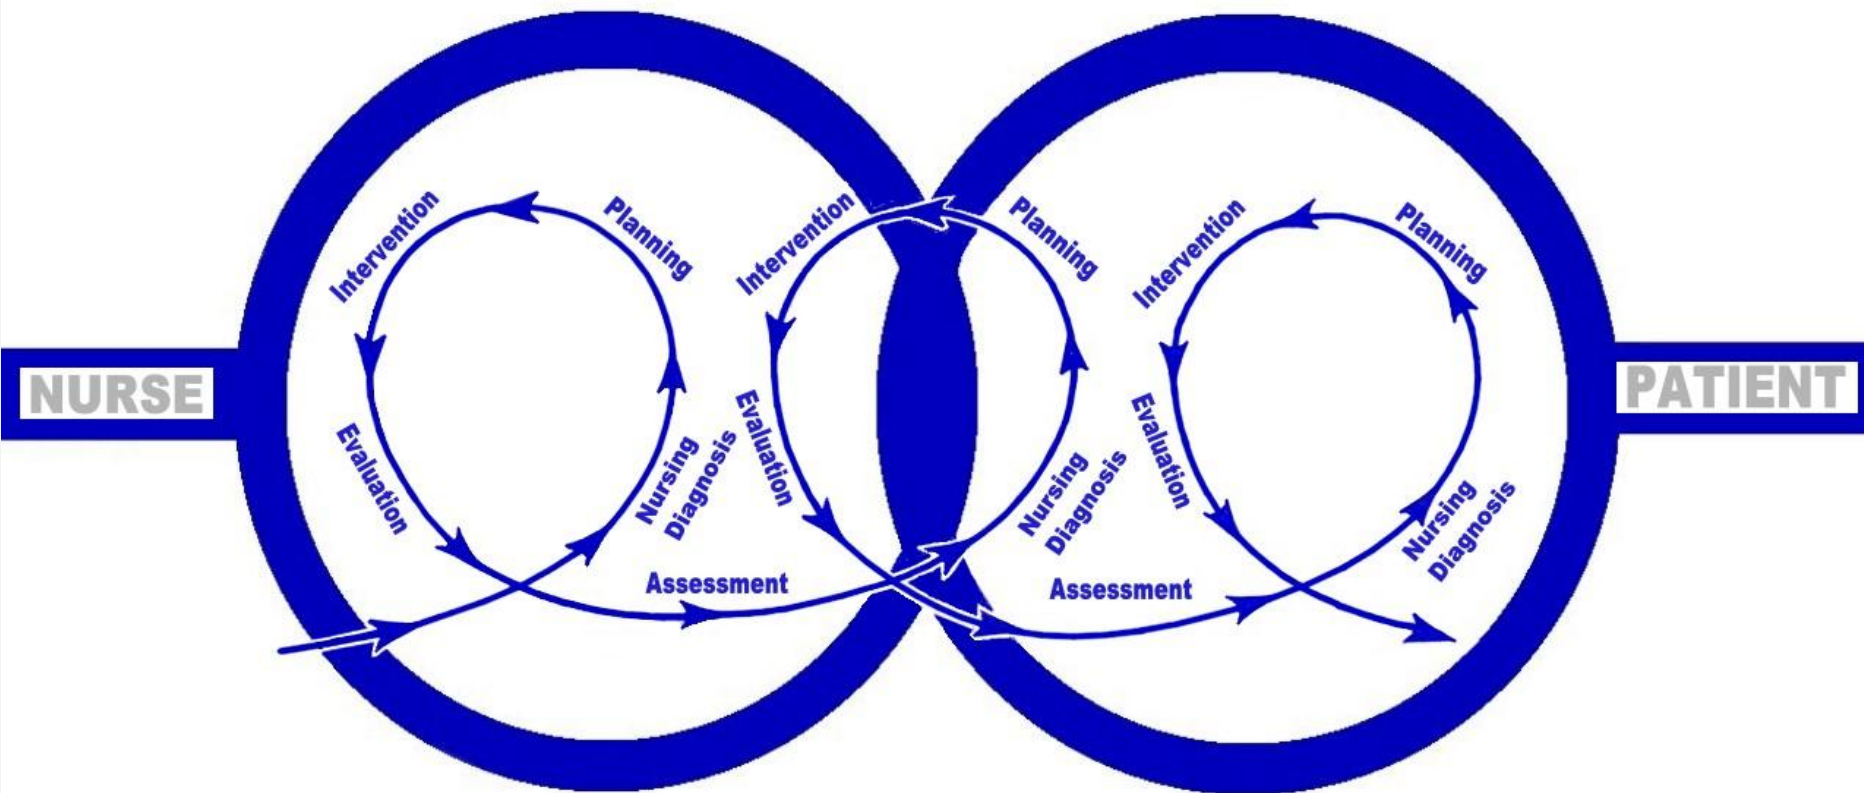 NURSE
Intervention
Planning
Evaluation
Nursing
Diagnosis
Assessment
Intervention
Planning
Evaluation
Nursing
Diagnosis
Assessment
Intervention
Planning
Evaluation
Nursing
Diagnosis
PATIENT